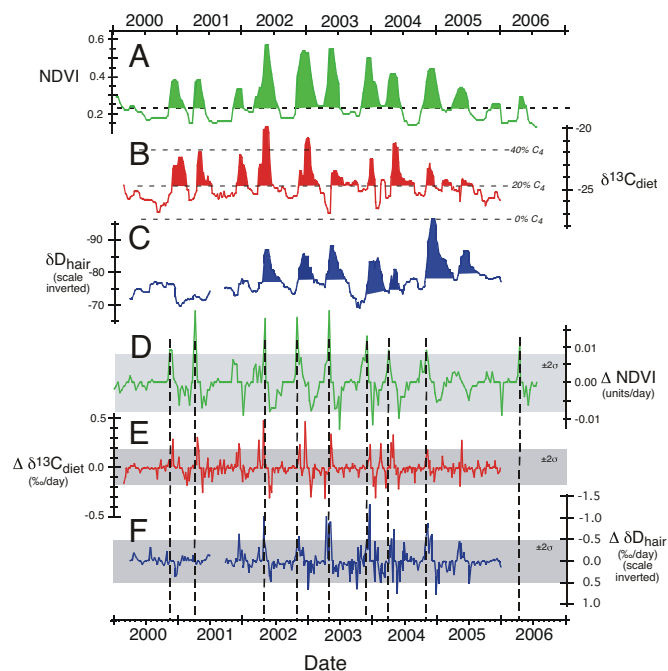 2000 2001 2002 2003 2004 2005 2006
A
NDVI
0.6
0.4
0.2
B
40% C4
20% C4
0% C4
-20
-25
δ13Cdiet
C
δDhair
(scale
inverted)
-90
-80
-70
D
±2σ
0.01
0.00
-0.01
Δ NDVI
(units/day)
E
Δ δ13Cdiet
(‰/day)
0.5
0.0
-0.5
±2σ
F
±2σ
-1.5
-1.0
-0.5
0.0
0.5
1.0
Δ δDhair
(‰/day)
(scale
inverted)
2000 2001 2002 2003 2004 2005 2006
Date